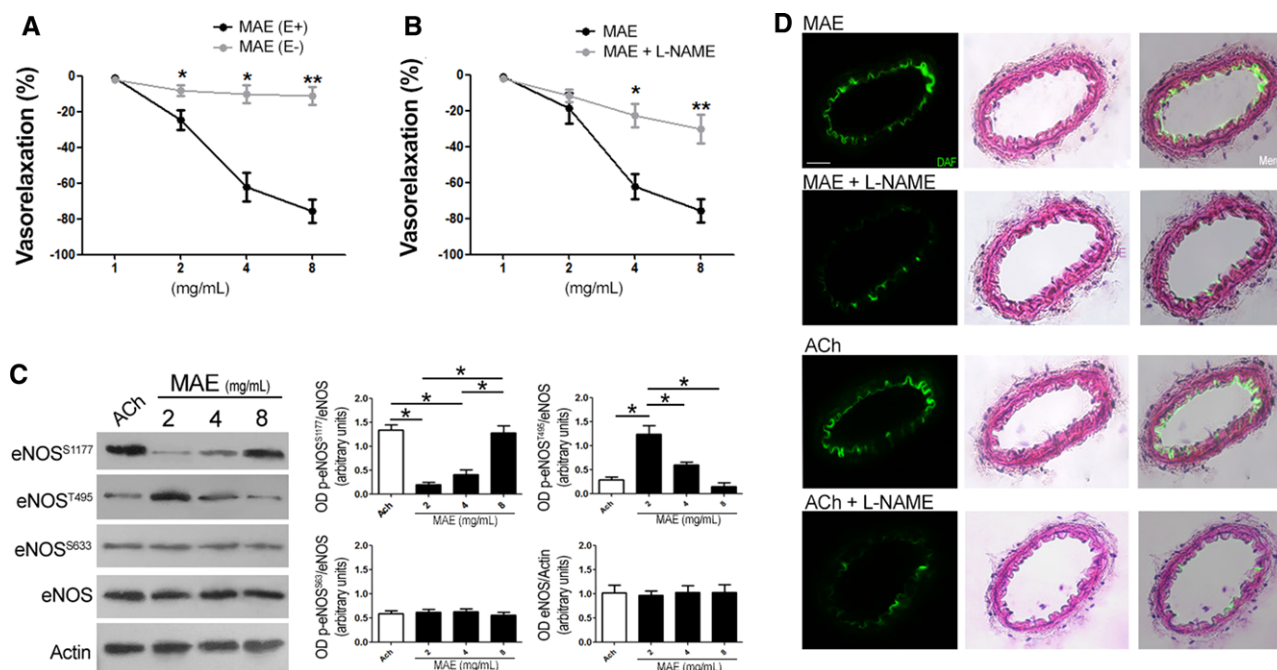 A
MAE (E+)
MAE (E-)
Vasorelaxation (%)
0
-20
-40
-60
-80
-100
*
*
**
1
2
4
8
(mg/mL)
B
MAE
MAE + L-NAME
Vasorelaxation (%)
0
-20
-40
-60
-80
-100
*
**
1
2
4
8
(mg/mL)
C
MAE (mg/mL)
ACh
2
4
8
eNOS^S1177
eNOS^T495
eNOS^S633
eNOS
Actin
OD p-eNOS^S1177/eNOS
(arbitrary units)
2.0
1.5
1.0
0.5
0.0
*
*
*
*
Ach
2
4
8
MAE (mg/mL)
OD p-eNOS^T495/eNOS
(arbitrary units)
2.0
1.5
1.0
0.5
0.0
*
*
*
Ach
2
4
8
MAE (mg/mL)
OD p-eNOS^S63/eNOS
(arbitrary units)
2.0
1.5
1.0
0.5
0.0
Ach
2
4
8
MAE (mg/mL)
OD eNOS/Actin
(arbitrary units)
2.0
1.5
1.0
0.5
0.0
Ach
2
4
8
MAE (mg/mL)
D
MAE
DAF
Mer
MAE + L-NAME
ACh
ACh + L-NAME